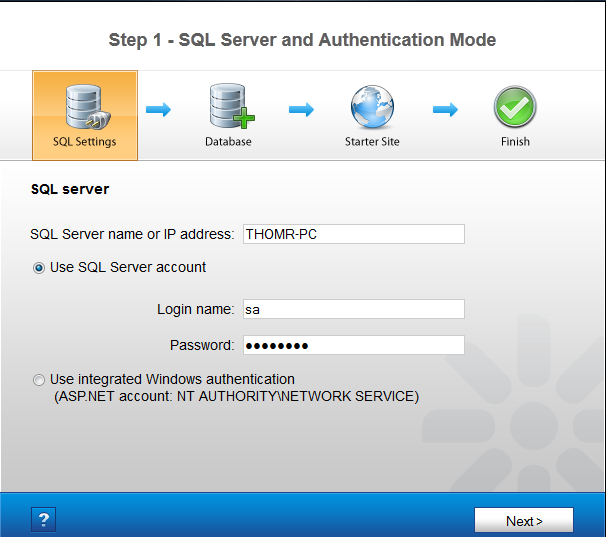 Step 1 - SQL Server and Authentication Mode
SQL Settings
Database
Starter Site
Finish
SQL server
SQL Server name or IP address: THOMR-PC
Use SQL Server account
Login name: sa
Password: ●●●●●●●●
Use integrated Windows authentication
(ASP.NET account: NT AUTHORITY\NETWORK SERVICE)
? Next >